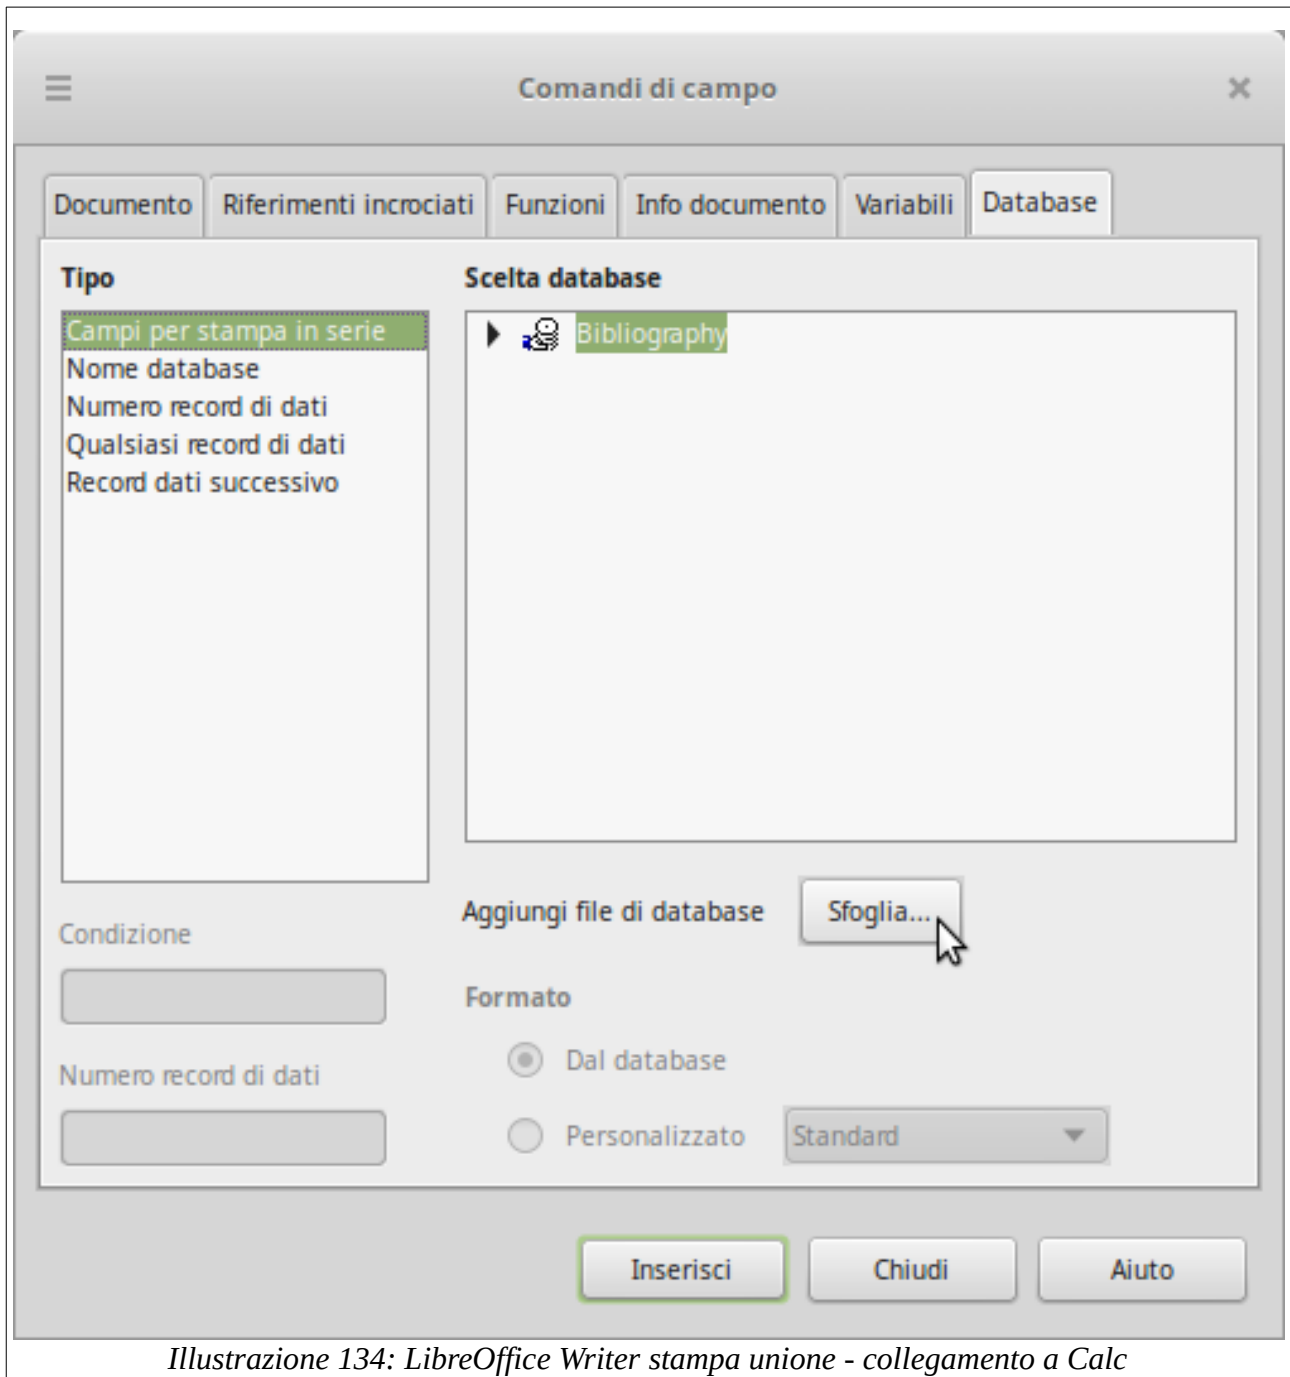 Comandi di campo
Documento Riferimenti incrociati Funzioni Info documento Variabili Database
Tipo
Campi per stampa in serie
Nome database
Numero record di dati
Qualsiasi record di dati
Record dati successivo
Scelta database
Bibliography
Aggiungi file di database Sfoglia...
Condizione
Numero record di dati
Formato
Dal database
Personalizzato Standard
Inserisci Chiudi Aiuto
Illustrazione 134: LibreOffice Writer stampa unione - collegamento a Calc